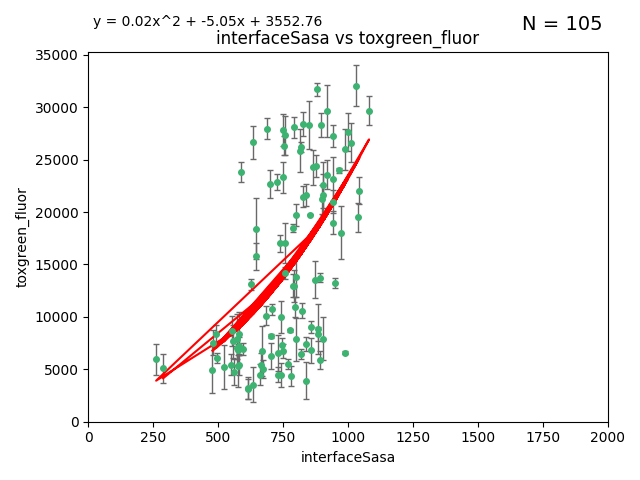 y = 0.02x^2 + -5.05x + 3552.76
N = 105
interfaceSasa vs toxgreen_fluor
35000
30000
25000
20000
15000
10000
5000
0
toxgreen_fluor
0 250 500 750 1000 1250 1500 1750 2000
interfaceSasa